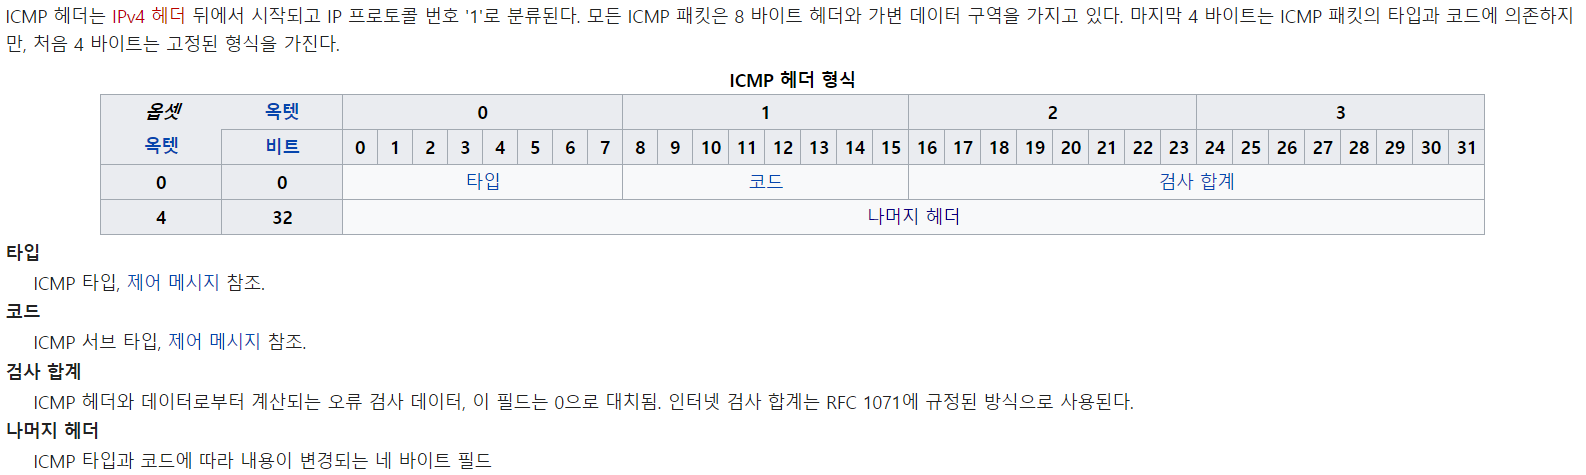 ICMP 헤더는 IPv4 헤더 뒤에서 시작되고 IP 프로토콜 번호 '1'로 분류된다. 모든 ICMP 패킷은 8 바이트 헤더와 가변 데이터 구역을 가지고 있다. 마지막 4 바이트는 ICMP 패킷의 타입과 코드에 의존하지
만, 처음 4 바이트는 고정된 형식을 가진다.
ICMP 헤더 형식
옵셋 옥텟 0 1 2 3
옥텟 비트 0 1 2 3 4 5 6 7 8 9 10 11 12 13 14 15 16 17 18 19 20 21 22 23 24 25 26 27 28 29 30 31
0 0 타입 코드 검사 합계
4 32 나머지 헤더
타입
ICMP 타입, 제어 메시지 참조.
코드
ICMP 서브 타입, 제어 메시지 참조.
검사 합계
ICMP 헤더와 데이터로부터 계산되는 오류 검사 데이터, 이 필드는 0으로 대치됨. 인터넷 검사 합계는 RFC 1071에 규정된 방식으로 사용된다.
나머지 헤더
ICMP 타입과 코드에 따라 내용이 변경되는 네 바이트 필드